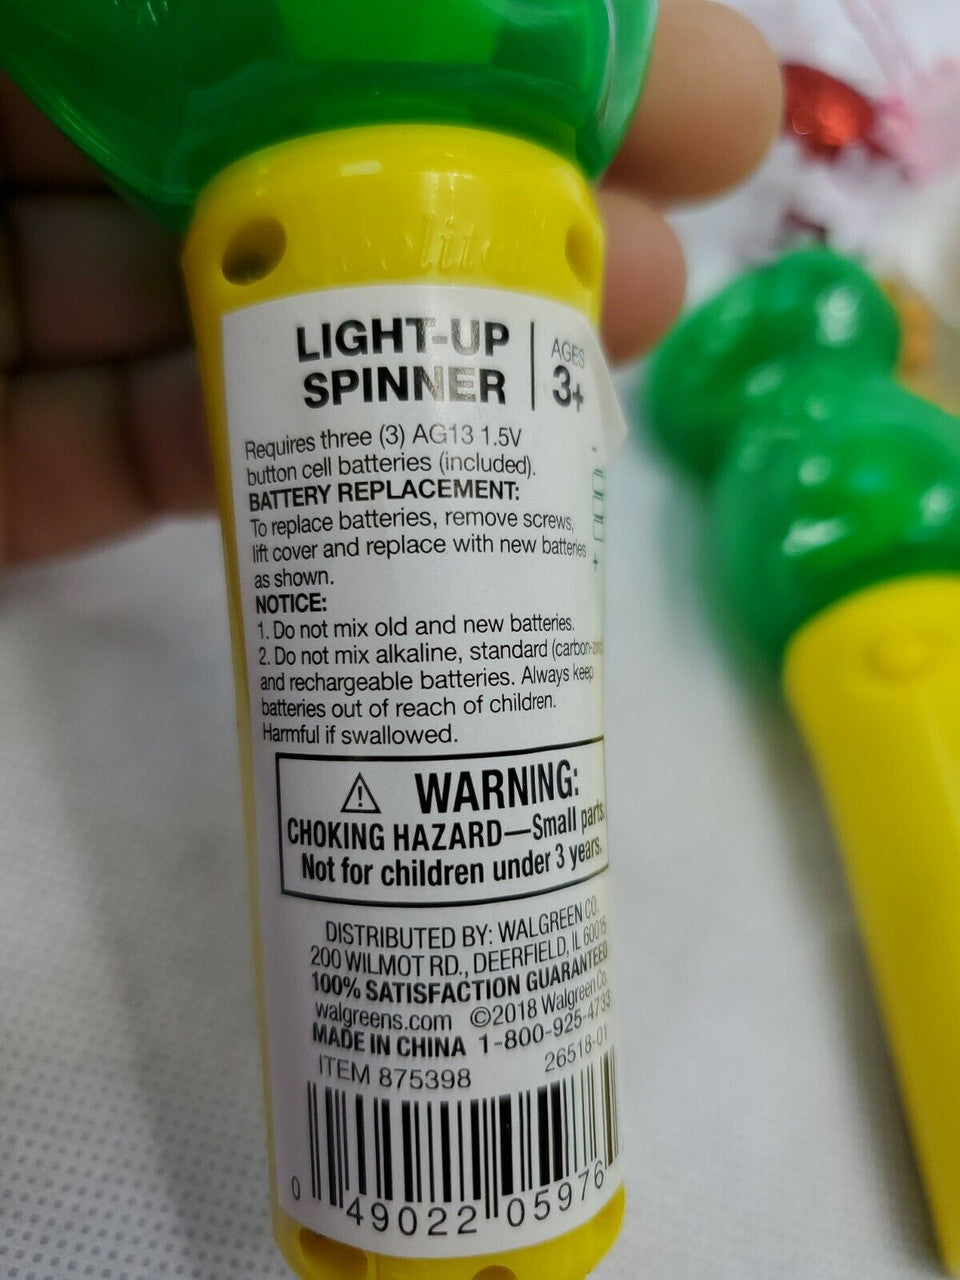 LIGHT-UP
SPINNER
AGES
3+
Requires three (3) AG13 1.5V
button cell batteries (included).
BATTERY REPLACEMENT:
To replace batteries, remove screws,
lift cover and replace with new batteries
as shown.
NOTICE:
1. Do not mix old and new batteries.
2. Do not mix alkaline, standard (carbon-
and rechargeable batteries. Always keep
batteries out of reach of children.
Harmful if swallowed.
WARNING:
CHOKING HAZARD—Small parts.
Not for children under 3 years.
DISTRIBUTED BY: WALGREEN CO.
200 WILMOT RD., DEERFIELD, IL 60015
100% SATISFACTION GUARANTEED
walgreens.com ©2018 Walgreen Co.
MADE IN CHINA 1-800-925-4733
ITEM 875398 26518-01
0 49022 05976